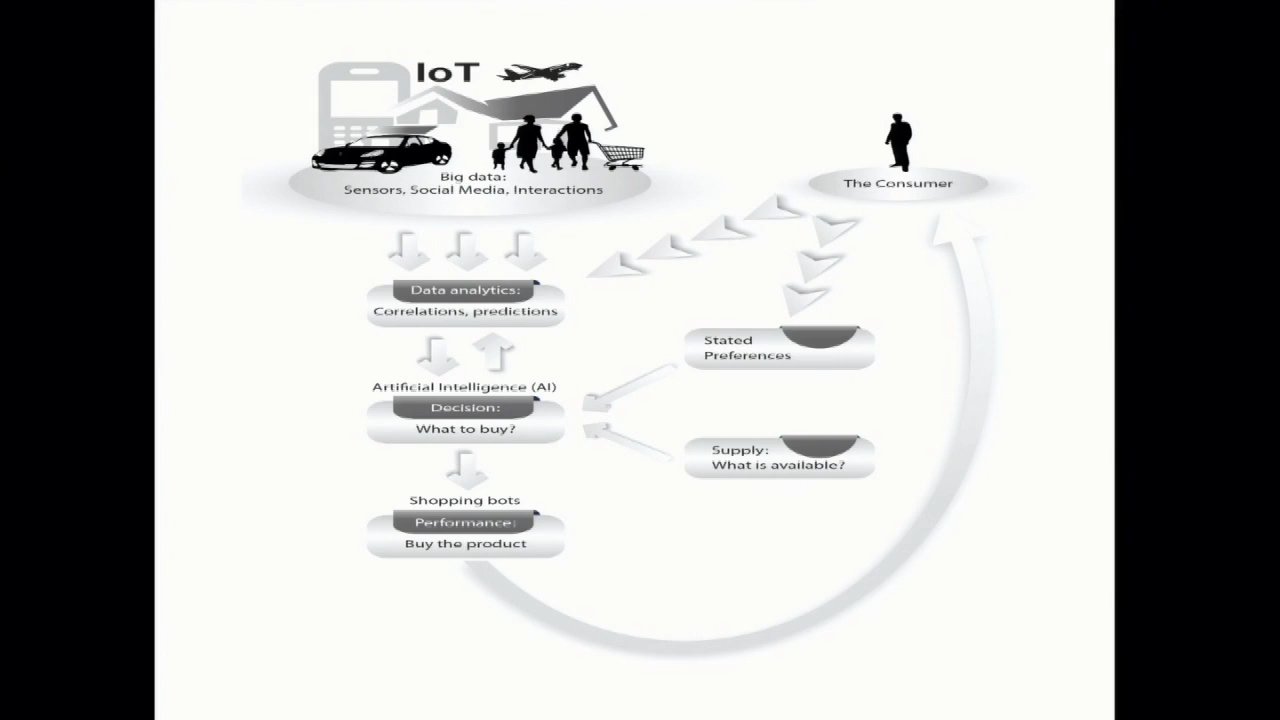 IoT
Big data:
Sensors, Social Media, Interactions
The Consumer
Data analytics:
Correlations, predictions
Stated
Preferences
Artificial Intelligence (AI)
Decision:
What to buy?
Supply:
What is available?
Shopping bots
Performance:
Buy the product